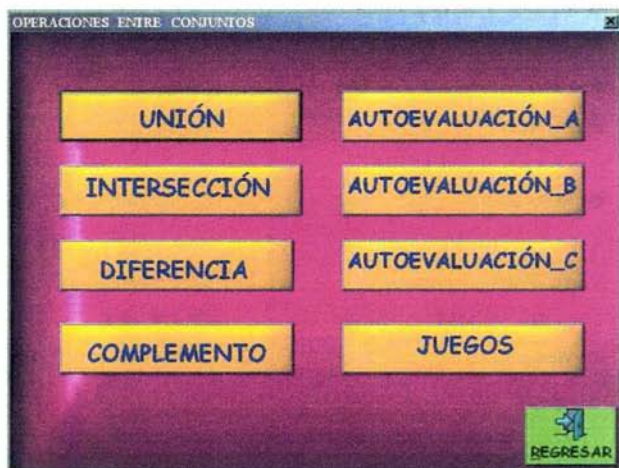 OPERACIONES ENTRE CONJUNTOS
UNIÓN
INTERSECCIÓN
DIFERENCIA
COMPLEMENTO
AUTOEVALUACIÓN_A
AUTOEVALUACIÓN_B
AUTOEVALUACIÓN_C
JUEGOS
REGRESAR